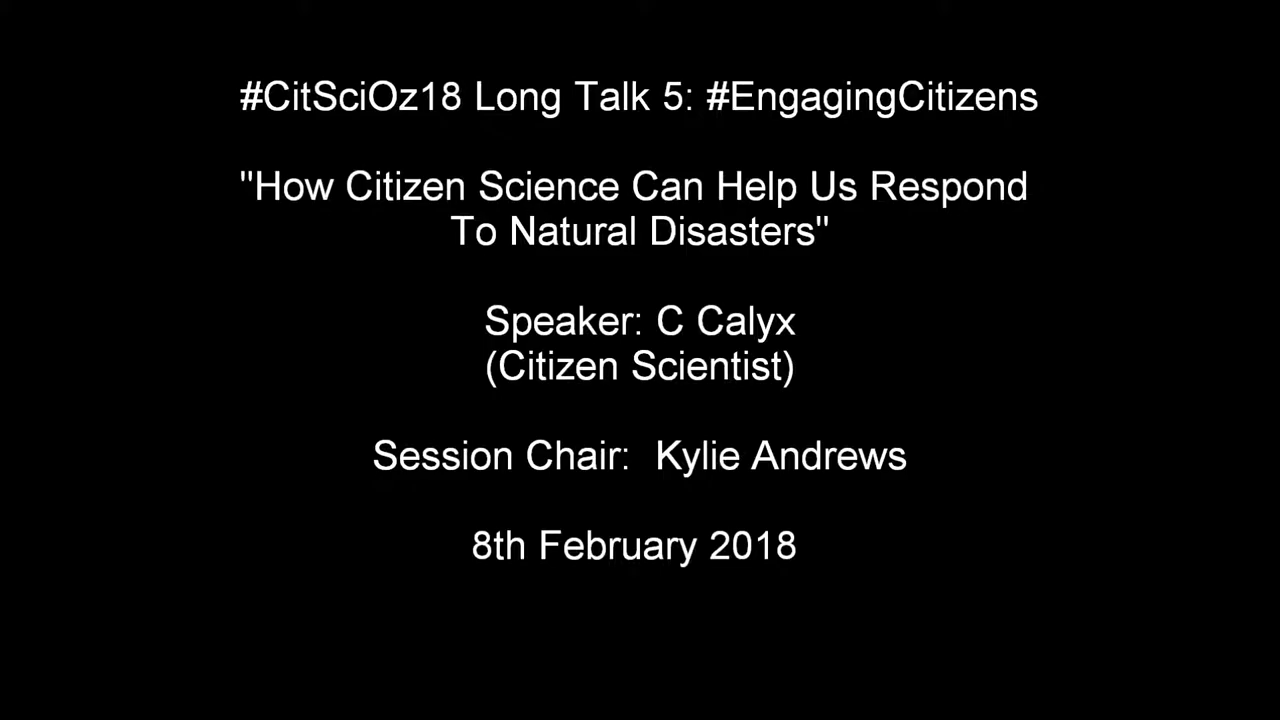 #CitSciOz18 Long Talk 5: #EngagingCitizens
"How Citizen Science Can Help Us Respond
To Natural Disasters"
Speaker: C Calyx
(Citizen Scientist)
Session Chair:  Kylie Andrews
8th February 2018